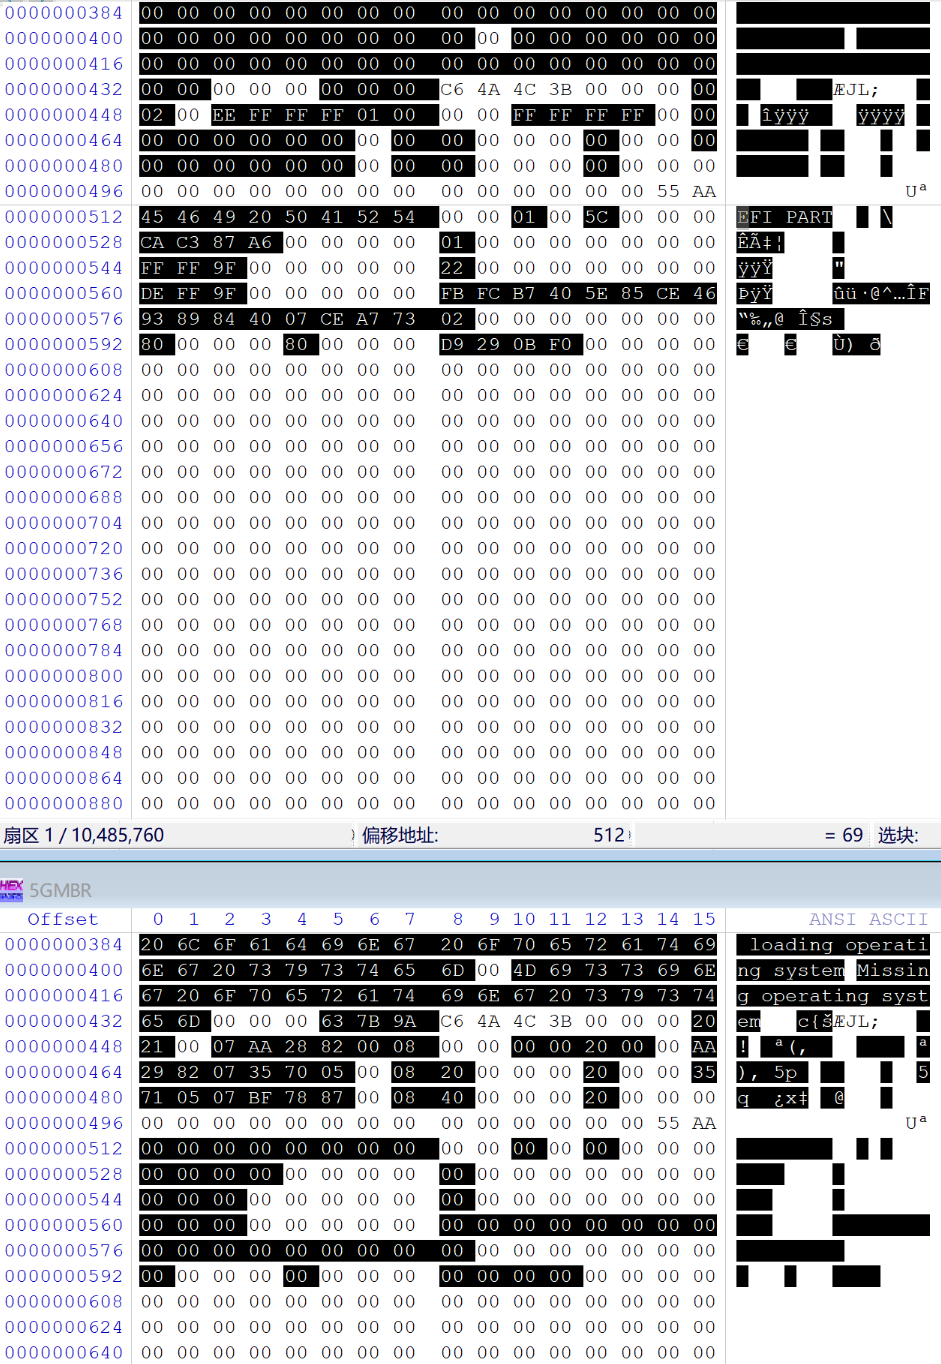 0000000384 00 00 00 00 00 00 00 00 00 00 00 00 00 00 00 00
0000000400 00 00 00 00 00 00 00 00 00 00 00 00 00 00 00 00
0000000416 00 00 00 00 00 00 00 00 00 00 00 00 00 00 00 00
0000000432 00 00 00 00 00 00 00 00 C6 4A 4C 3B 00 00 00 00 ÆJL;
0000000448 02 00 EE FF FF FF 01 00 00 00 FF FF FF FF 00 00 îÿÿÿ ÿÿÿÿ
0000000464 00 00 00 00 00 00 00 00 00 00 00 00 00 00 00 00
0000000480 00 00 00 00 00 00 00 00 00 00 00 00 00 00 00 00
0000000496 00 00 00 00 00 00 00 00 00 00 00 00 00 00 55 AA Uª
0000000512 45 46 49 20 50 41 52 54 00 00 01 00 5C 00 00 00 EFI PART \
0000000528 CA C3 87 A6 00 00 00 00 01 00 00 00 00 00 00 00 ÊÃ‡¦
0000000544 FF FF 9F 00 00 00 00 00 22 00 00 00 00 00 00 00 ÿÿŸ "
0000000560 DE FF 9F 00 00 00 00 00 FB FC B7 40 5E 85 CE 46 ÞÿŸ ûü·@^…ÎF
0000000576 93 89 84 40 07 CE A7 73 02 00 00 00 00 00 00 00 “‰„@ Î§s
0000000592 80 00 00 00 80 00 00 00 D9 29 0B F0 00 00 00 00 € € Ù) ð
0000000608 00 00 00 00 00 00 00 00 00 00 00 00 00 00 00 00
0000000624 00 00 00 00 00 00 00 00 00 00 00 00 00 00 00 00
0000000640 00 00 00 00 00 00 00 00 00 00 00 00 00 00 00 00
0000000656 00 00 00 00 00 00 00 00 00 00 00 00 00 00 00 00
0000000672 00 00 00 00 00 00 00 00 00 00 00 00 00 00 00 00
0000000688 00 00 00 00 00 00 00 00 00 00 00 00 00 00 00 00
0000000704 00 00 00 00 00 00 00 00 00 00 00 00 00 00 00 00
0000000720 00 00 00 00 00 00 00 00 00 00 00 00 00 00 00 00
0000000736 00 00 00 00 00 00 00 00 00 00 00 00 00 00 00 00
0000000752 00 00 00 00 00 00 00 00 00 00 00 00 00 00 00 00
0000000768 00 00 00 00 00 00 00 00 00 00 00 00 00 00 00 00
0000000784 00 00 00 00 00 00 00 00 00 00 00 00 00 00 00 00
0000000800 00 00 00 00 00 00 00 00 00 00 00 00 00 00 00 00
0000000816 00 00 00 00 00 00 00 00 00 00 00 00 00 00 00 00
0000000832 00 00 00 00 00 00 00 00 00 00 00 00 00 00 00 00
0000000848 00 00 00 00 00 00 00 00 00 00 00 00 00 00 00 00
0000000864 00 00 00 00 00 00 00 00 00 00 00 00 00 00 00 00
0000000880 00 00 00 00 00 00 00 00 00 00 00 00 00 00 00 00
扇区 1 / 10,485,760 偏移地址: 512 = 69 选块:
HEX 5GMBR
Offset 0 1 2 3 4 5 6 7 8 9 10 11 12 13 14 15 ANSI ASCII
0000000384 20 6C 6F 61 64 69 6E 67 20 6F 70 65 72 61 74 69 loading operati
0000000400 6E 67 20 73 79 73 74 65 6D 00 4D 69 73 73 69 6E ng system Missin
0000000416 67 20 6F 70 65 72 61 74 69 6E 67 20 73 79 73 74 g operating syst
0000000432 65 6D 00 00 00 63 7B 9A C6 4A 4C 3B 00 00 00 20 em c{šÆJL;
0000000448 21 00 07 AA 28 82 00 08 00 00 00 00 20 00 00 AA ! ª(‚ ª
0000000464 29 82 07 35 70 05 00 08 20 00 00 00 20 00 00 35 )‚ 5p 5
0000000480 71 05 07 BF 78 87 00 08 40 00 00 00 20 00 00 00 q ¿x‡ @
0000000496 00 00 00 00 00 00 00 00 00 00 00 00 00 00 55 AA Uª
0000000512 00 00 00 00 00 00 00 00 00 00 00 00 00 00 00 00
0000000528 00 00 00 00 00 00 00 00 00 00 00 00 00 00 00 00
0000000544 00 00 00 00 00 00 00 00 00 00 00 00 00 00 00 00
0000000560 00 00 00 00 00 00 00 00 00 00 00 00 00 00 00 00
0000000576 00 00 00 00 00 00 00 00 00 00 00 00 00 00 00 00
0000000592 00 00 00 00 00 00 00 00 00 00 00 00 00 00 00 00
0000000608 00 00 00 00 00 00 00 00 00 00 00 00 00 00 00 00
0000000624 00 00 00 00 00 00 00 00 00 00 00 00 00 00 00 00
0000000640 00 00 00 00 00 00 00 00 00 00 00 00 00 00 00 00